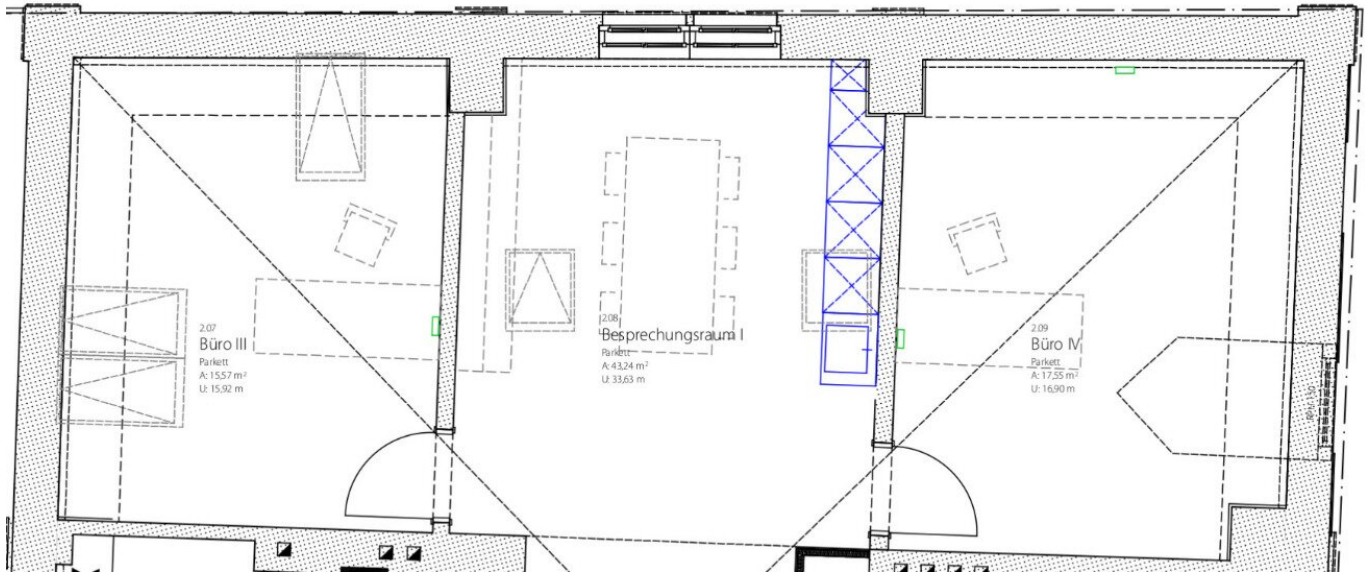 2.07
Büro III
Parkett
A: 15,57 m²
U: 15,92 m
2.08
Besprechungsraum I
Parkett
A: 43,24 m²
U: 33,63 m
2.09
Büro IV
Parkett
A: 17,55 m²
U: 16,90 m